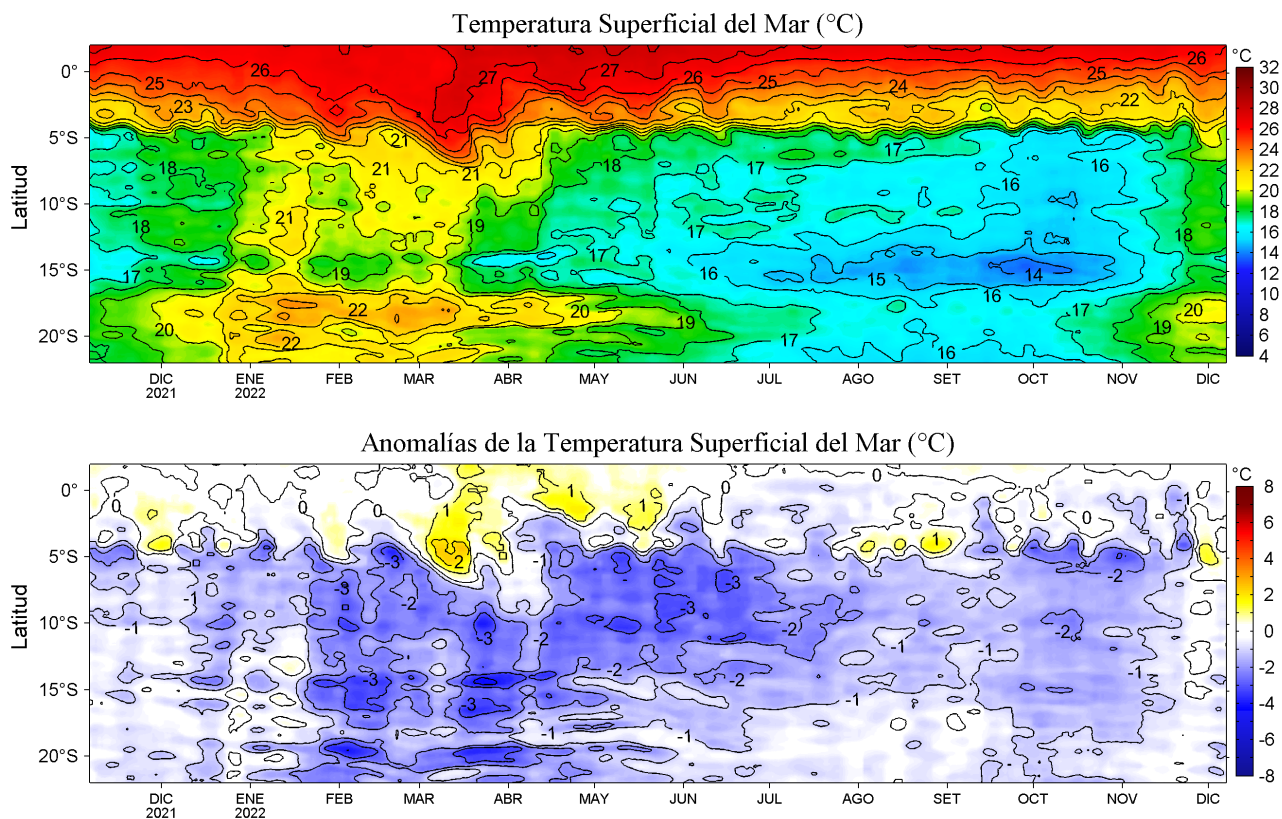 Temperatura Superficial del Mar (°C)
°C
0°
5°S
10°S
15°S
20°S
Latitud
26 25 23 26 27 27 26 25 24 25 26 22
21 21 21 21 18 18 17 17 16 16
18 17 21 19 19 17 17 16 15 14 16 18
20 22 22 20 19 17 16 16 17 19 20
32
30
28
26
24
22
20
18
16
14
12
10
8
6
4
DIC ENE FEB MAR ABR MAY JUN JUL AGO SET OCT NOV DIC
2021 2022
Anomalías de la Temperatura Superficial del Mar (°C)
°C
0°
5°S
10°S
15°S
20°S
Latitud
0 0 0 1 1 1 0 0 0 -1
-3 2 -1 -3 1 -2
-1 -3 -2 -3 -2 -3 -2 -2
-1 -3 -3 -2 -2 -1 -1 -1 -1
8
6
4
2
0
-2
-4
-6
-8
DIC ENE FEB MAR ABR MAY JUN JUL AGO SET OCT NOV DIC
2021 2022